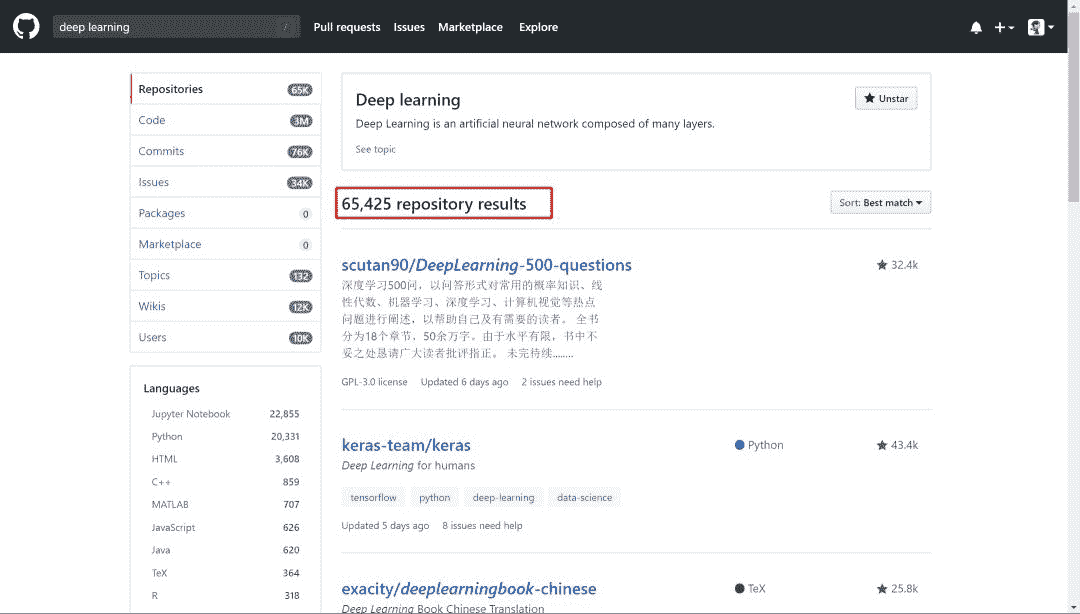 deep learning /
Pull requests Issues Marketplace Explore
Repositories 65K
Code 3M
Commits 76K
Issues 34K
Packages 0
Marketplace 0
Topics 132
Wikis 12K
Users 10K
Languages
Jupyter Notebook 22,855
Python 20,331
HTML 3,608
C++ 859
MATLAB 707
JavaScript 626
Java 620
TeX 364
R 318
Deep learning
Unstar
Deep Learning is an artificial neural network composed of many layers.
See topic
65,425 repository results
Sort: Best match
scutan90/DeepLearning-500-questions
32.4k
深度学习500问，以问答形式对常用的概率知识、线
性代数、机器学习、深度学习、计算机视觉等热点
问题进行阐述，以帮助自己及有需要的读者。 全书
分为18个章节，50余万字。由于水平有限，书中不
妥之处恳请广大读者批评指正。 未完待续........
GPL-3.0 license Updated 6 days ago 2 issues need help
keras-team/keras
Python
43.4k
Deep Learning for humans
tensorflow python deep-learning data-science
Updated 5 days ago 8 issues need help
exacity/deeplearningbook-chinese
TeX
25.8k
Deep Learning Book Chinese Translation